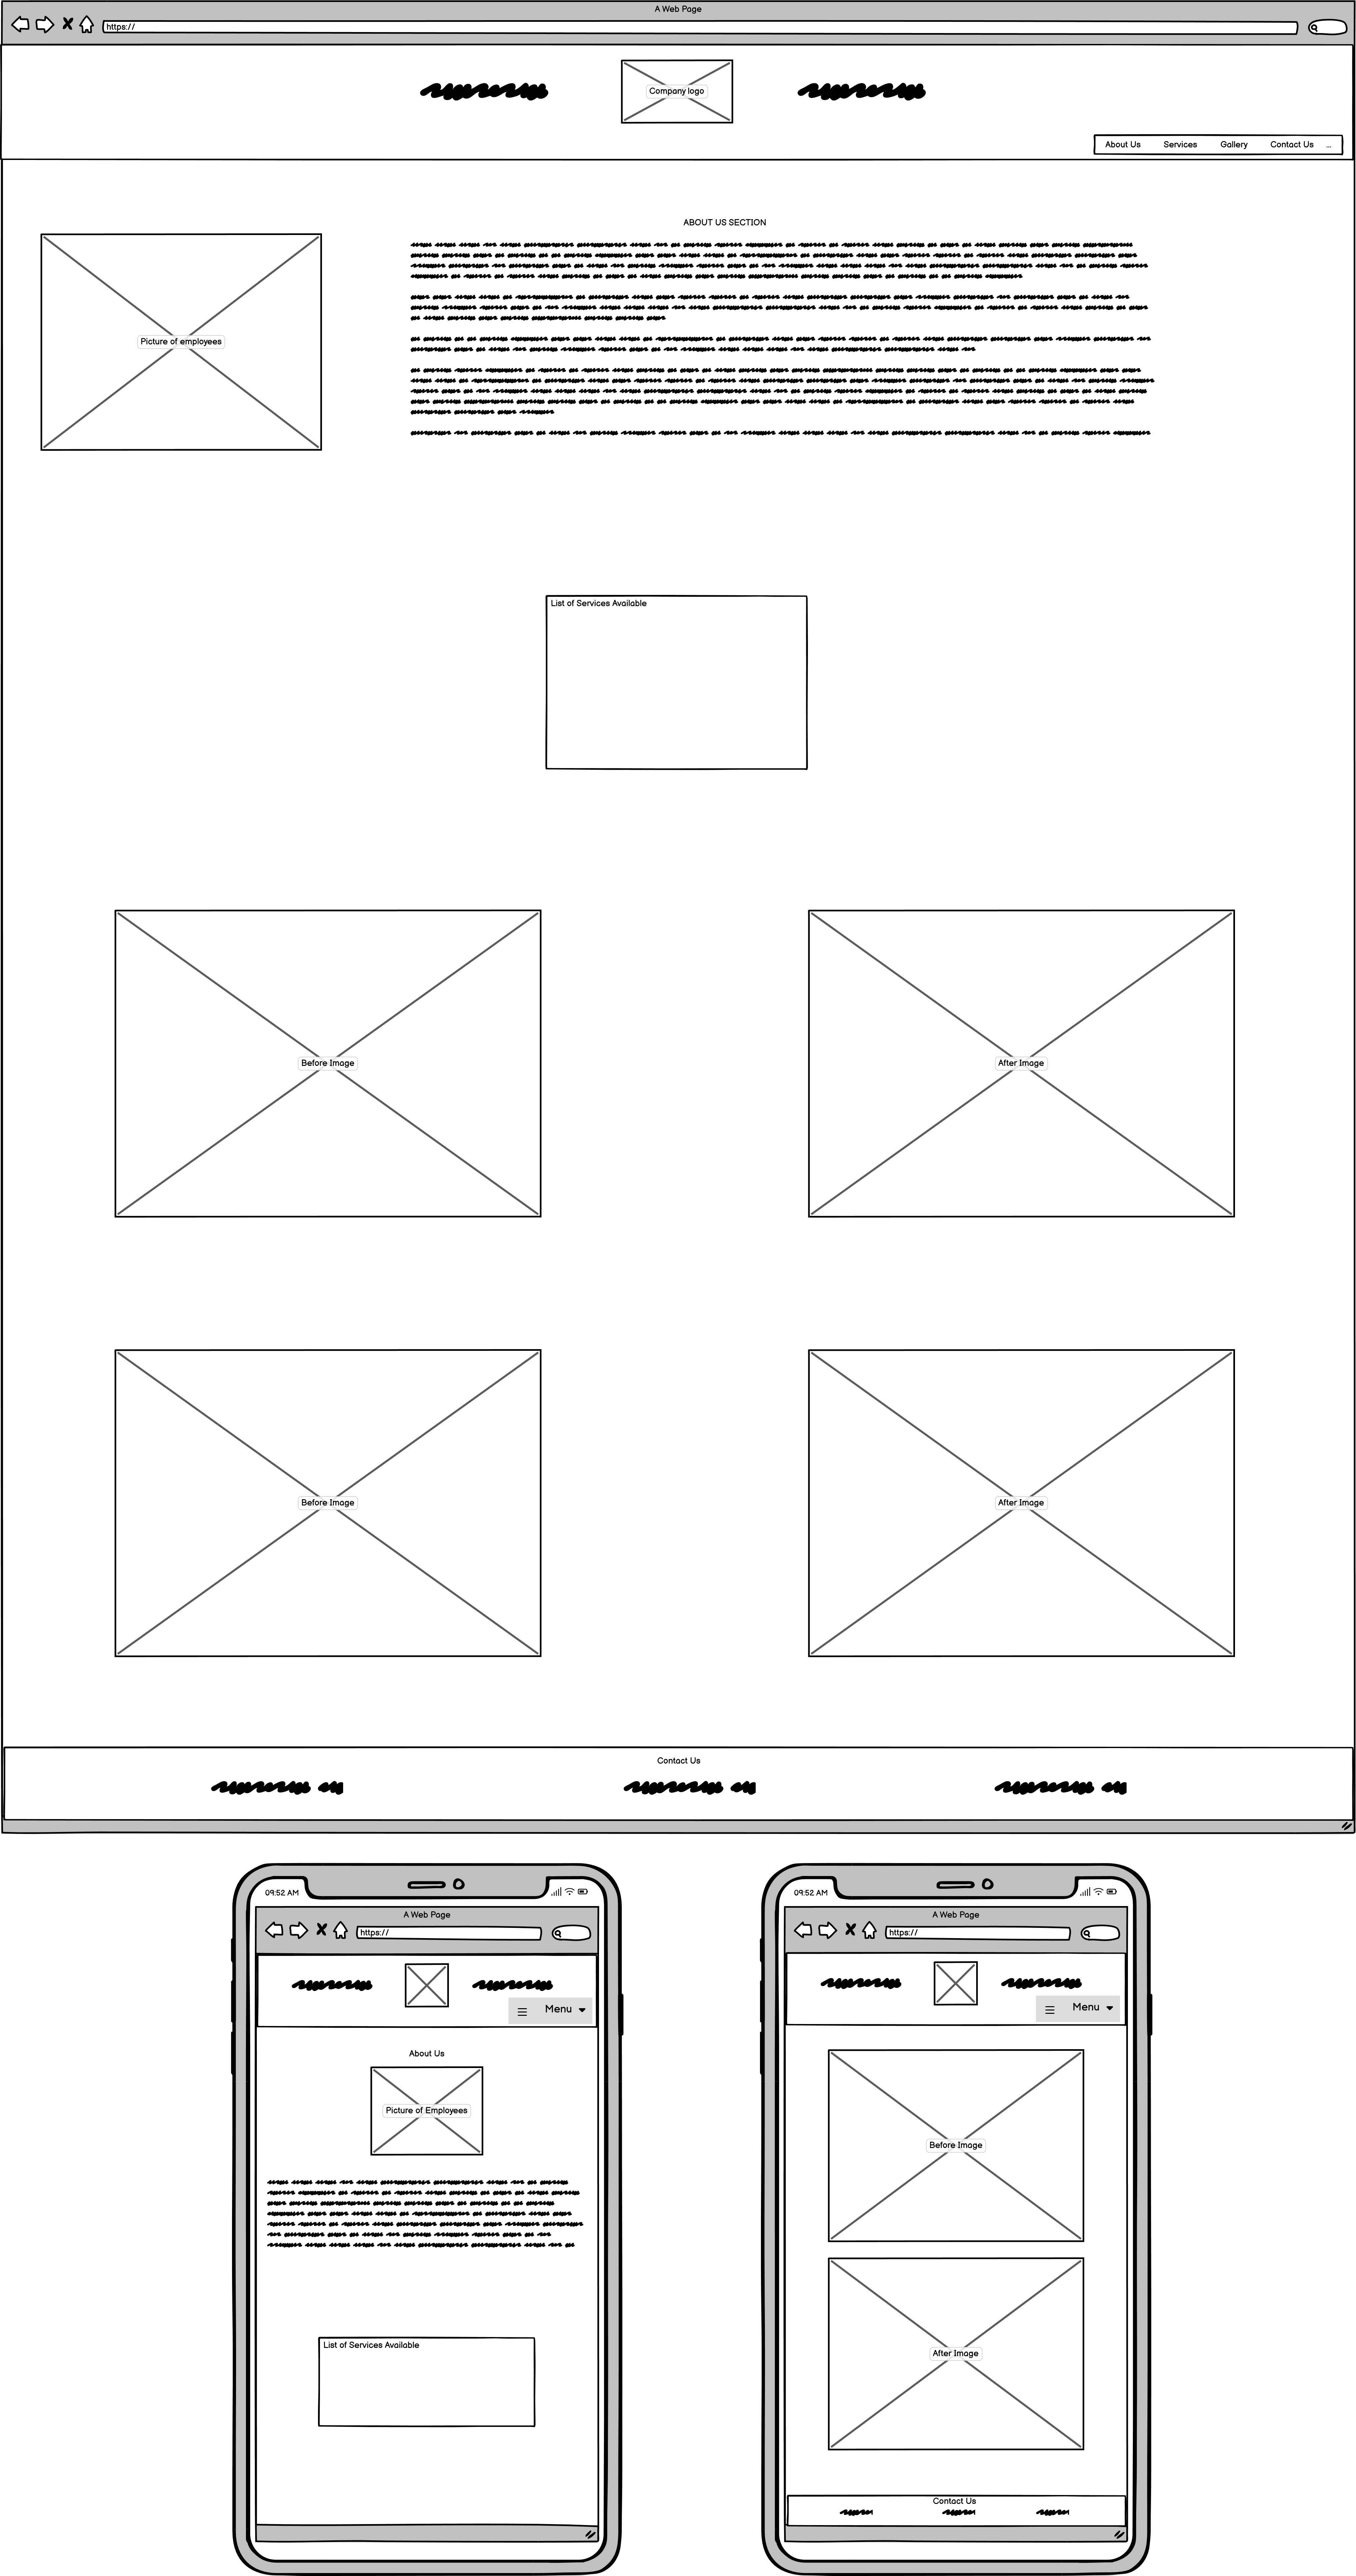 A Web Page
https://
Company logo
About Us Services Gallery Contact Us ...
ABOUT US SECTION
Picture of employees
List of Services Available
Before Image
After Image
Before Image
After Image
Contact Us
09:52 AM
A Web Page
https://
Menu
About Us
Picture of Employees
List of Services Available
09:52 AM
A Web Page
https://
Menu
Before Image
After Image
Contact Us